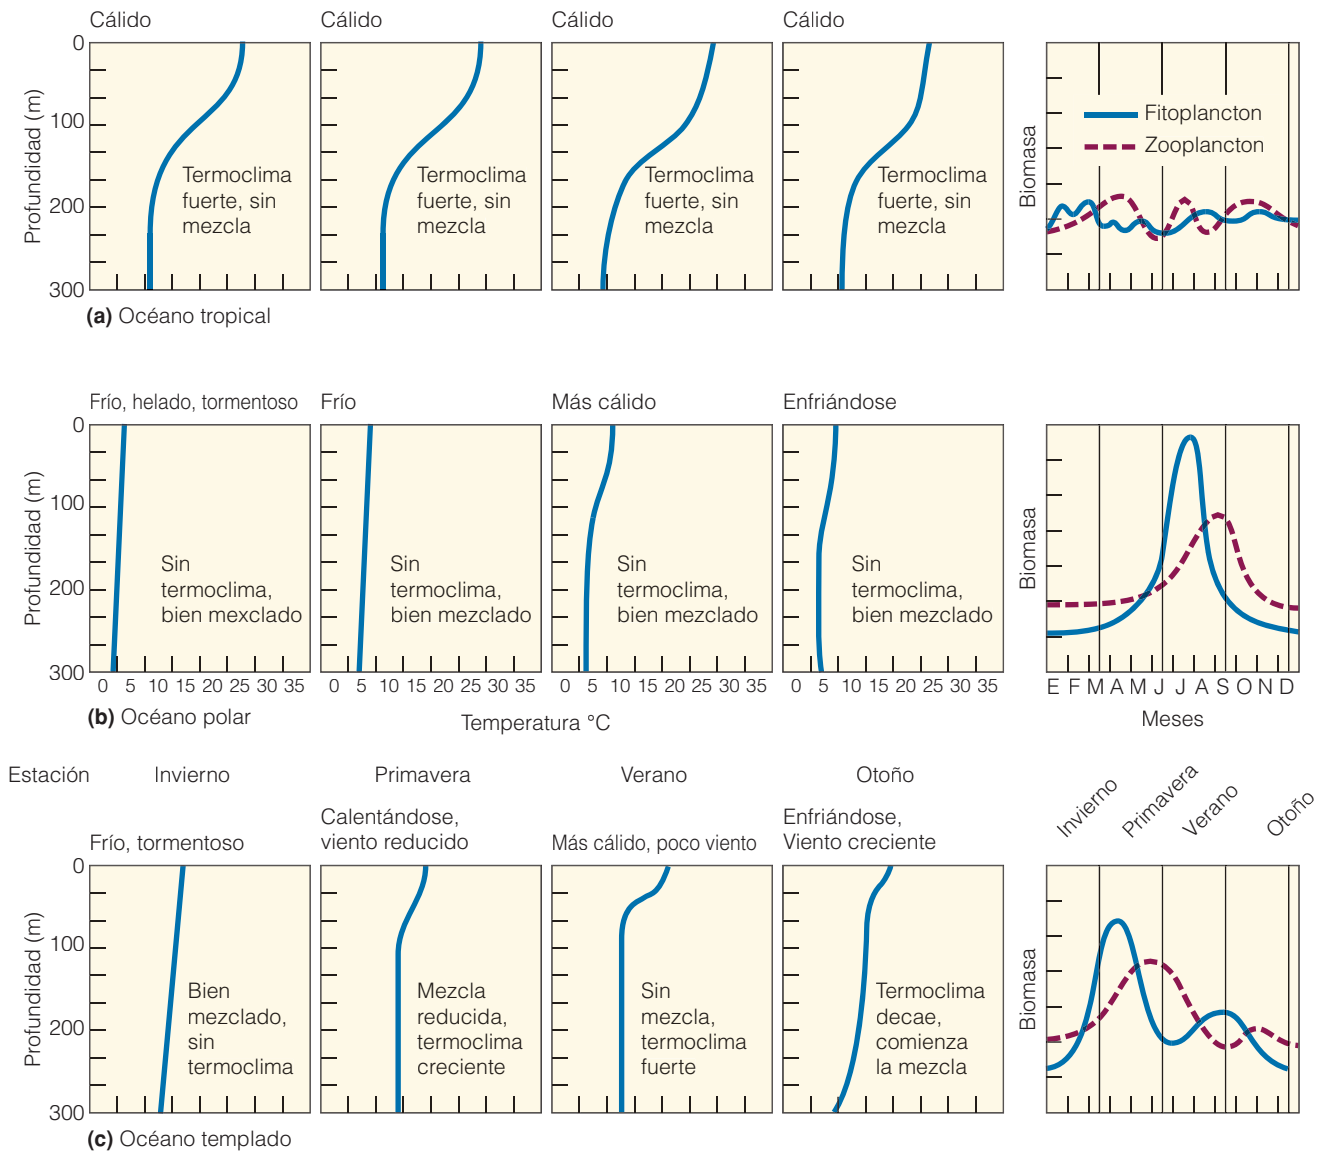 Cálido
Cálido
Cálido
Cálido
Profundidad (m)
0
100
200
300
Termoclima
fuerte, sin
mezcla
Termoclima
fuerte, sin
mezcla
Termoclima
fuerte, sin
mezcla
Termoclima
fuerte, sin
mezcla
Biomasa
Fitoplancton
Zooplancton
(a) Océano tropical
Frío, helado, tormentoso
Frío
Más cálido
Enfriándose
Profundidad (m)
0
100
200
300
Sin
termoclima,
bien mexclado
Sin
termoclima,
bien mezclado
Sin
termoclima,
bien mezclado
Sin
termoclima,
bien mezclado
Biomasa
0 5 10 15 20 25 30 35
0 5 10 15 20 25 30 35
0 5 10 15 20 25 30 35
0 5 10 15 20 25 30 35
E F M A M J J A S O N D
(b) Océano polar
Temperatura °C
Meses
Estación
Invierno
Primavera
Verano
Otoño
Invierno
Primavera
Verano
Otoño
Frío, tormentoso
Calentándose,
viento reducido
Más cálido, poco viento
Enfriándose,
Viento creciente
Profundidad (m)
0
100
200
300
Bien
mezclado,
sin
termoclima
Mezcla
reducida,
termoclima
creciente
Sin
mezcla,
termoclima
fuerte
Termoclima
decae,
comienza
la mezcla
Biomasa
(c) Océano templado